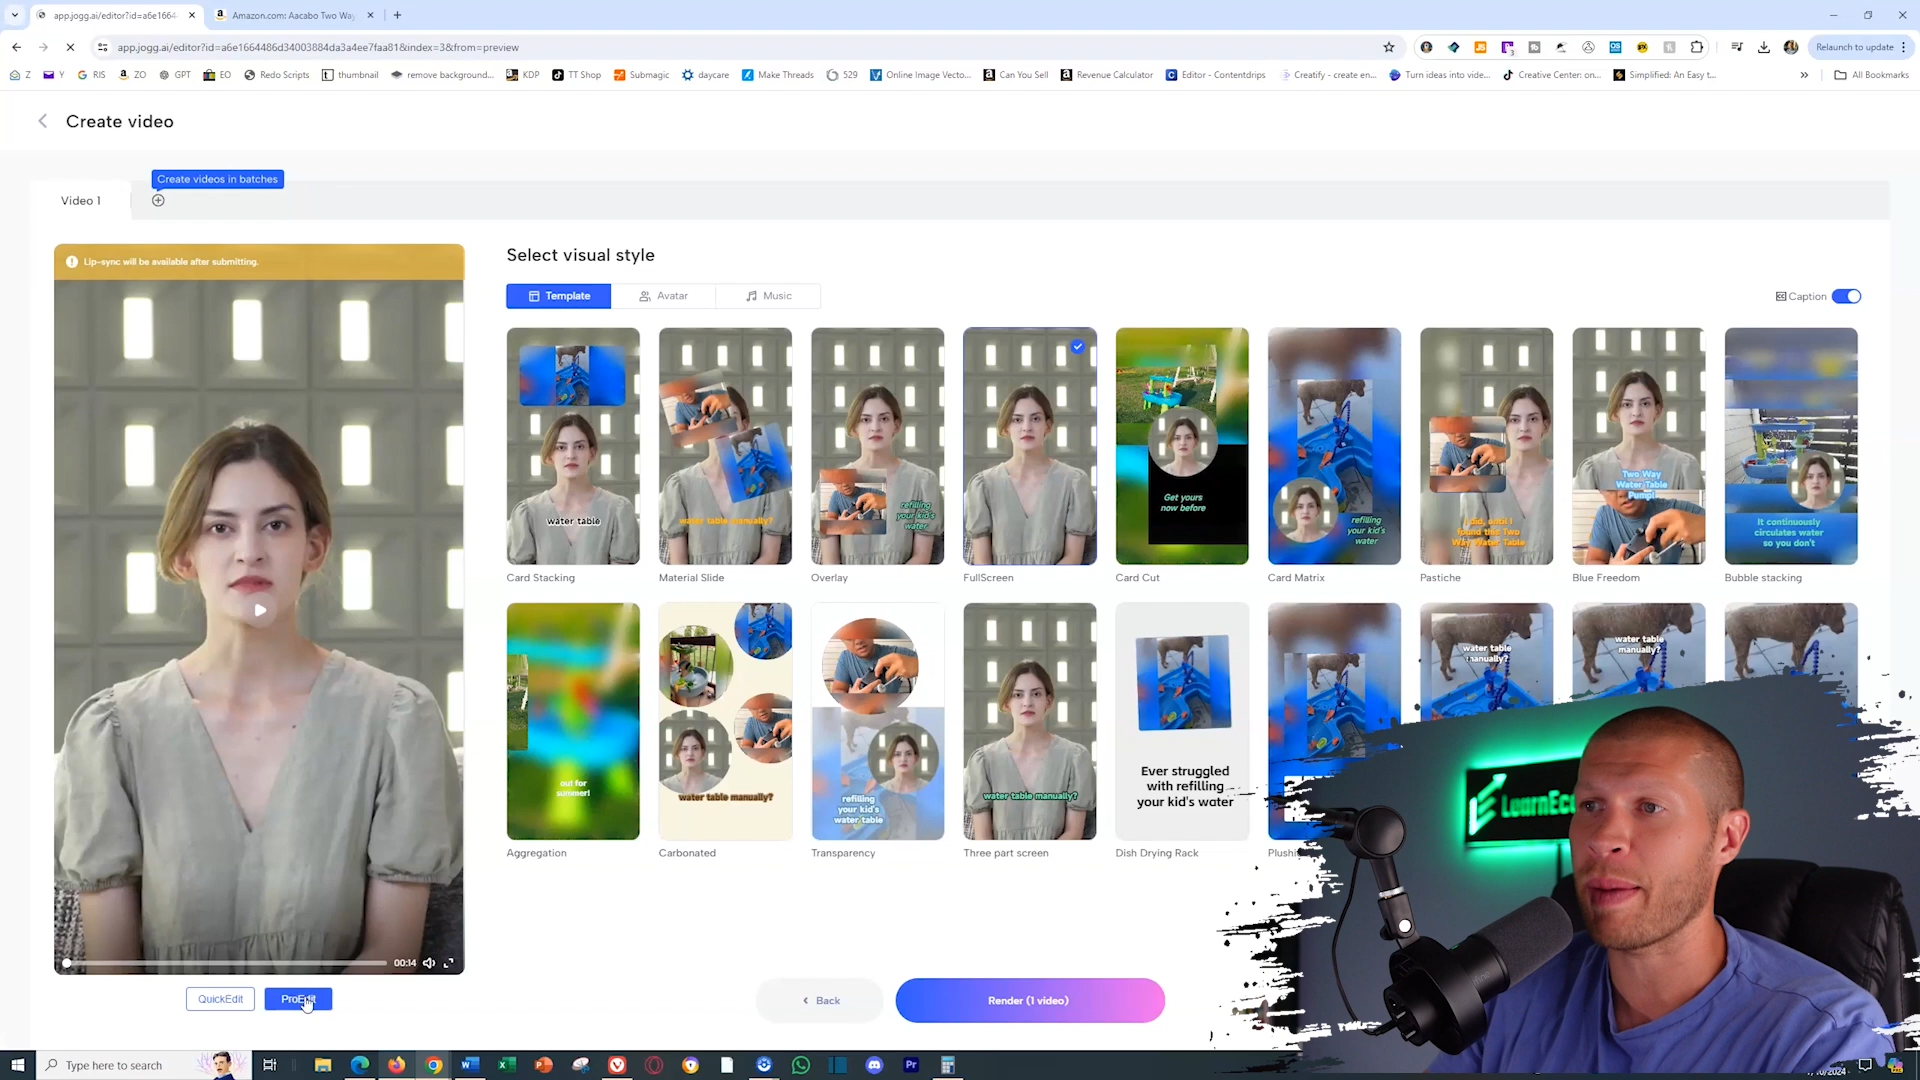 app.jogg.ai/editor?id=a6e1664
Amazon.com: Aacabo Two Way
app.jogg.ai/editor?id=a6e1664486d34003884da3a4ee7faa81&index=3&from=preview
Relaunch to update
Z
Y
RIS
ZO
GPT
EO
Redo Scripts
thumbnail
remove background...
KDP
TT Shop
Submagic
daycare
Make Threads
529
Online Image Vecto...
Can You Sell
Revenue Calculator
Editor - Contentdrips
Creatify - create en...
Turn ideas into vide...
Creative Center: on...
Simplified: An Easy t...
All Bookmarks
Create video
Create videos in batches
Video 1
Lip-sync will be available after submitting.
Select visual style
Template
Avatar
Music
Caption
water table
water table manually?
refilling
your kid's
water
Get yours
now before
refilling
your kid's
water
I did, until I
found this Two
Way Water Table
Two Way
Water Table
Pump!
It continuously
circulates water
so you don't
Card Stacking
Material Slide
Overlay
FullScreen
Card Cut
Card Matrix
Pastiche
Blue Freedom
Bubble stacking
out for
summer!
water table manually?
refilling
your kid's
water table
water table manually?
Ever struggled
with refilling
your kid's water
water table
manually?
water table
manually?
Aggregation
Carbonated
Transparency
Three part screen
Dish Drying Rack
00:14
QuickEdit
ProEdit
Back
Render (1 video)
Type here to search